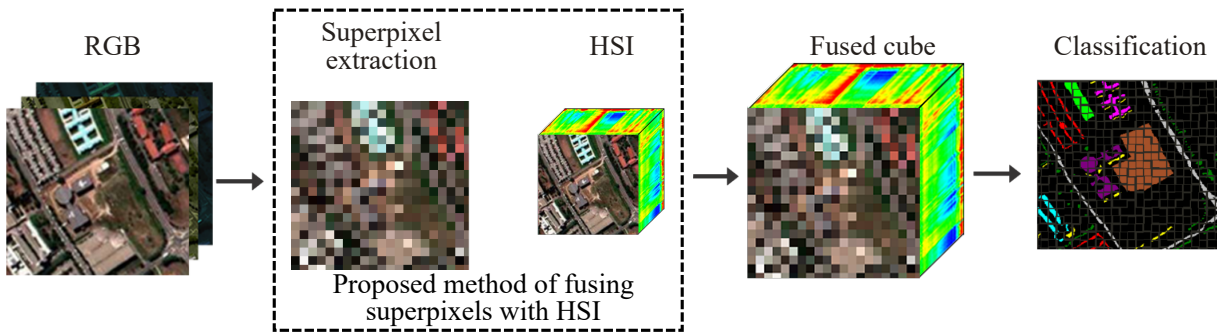 RGB
Superpixel
extraction
HSI
Fused cube
Classification
Proposed method of fusing
superpixels with HSI